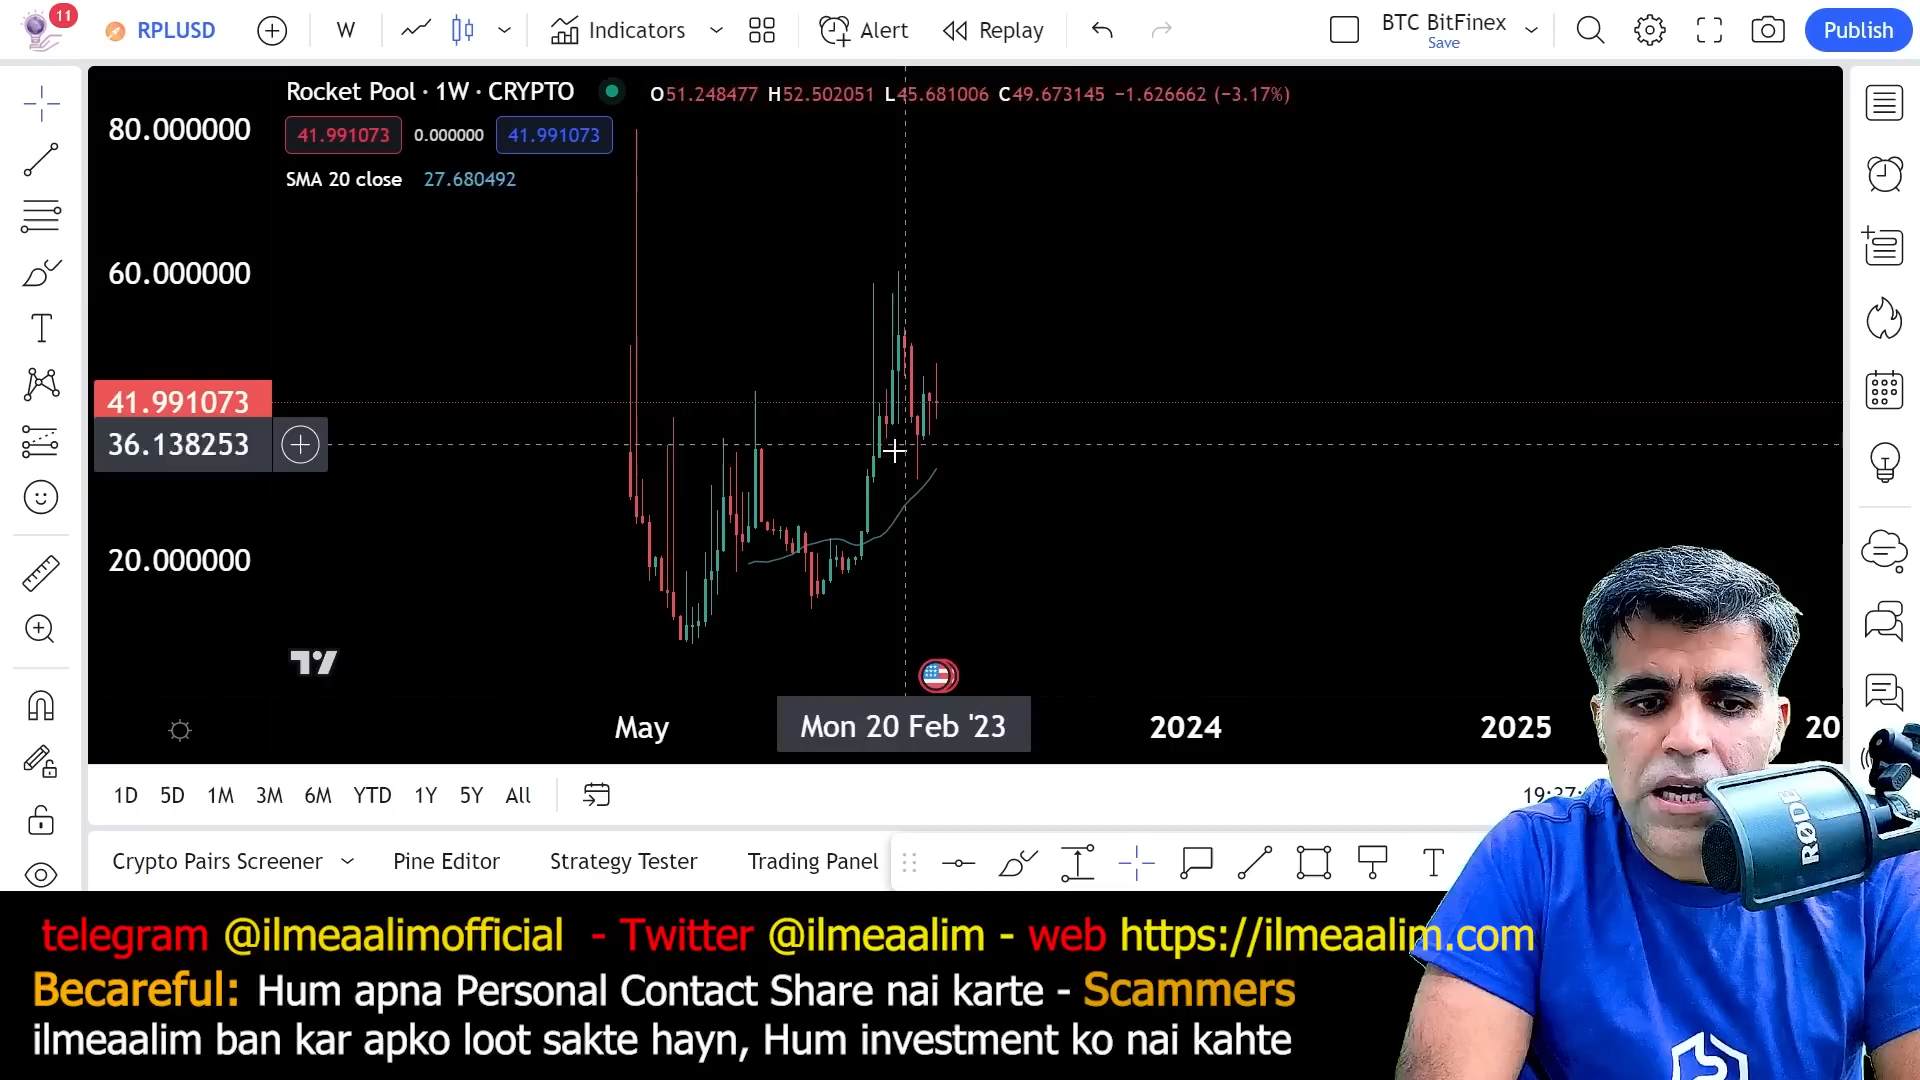 11 RPLUSD W Indicators Alert Replay BTC BitFinex Save Publish
Rocket Pool · 1W · CRYPTO O51.248477 H52.502051 L45.681006 C49.673145 −1.626662 (−3.17%)
41.991073 0.000000 41.991073
SMA 20 close 27.680492
80.000000
60.000000
41.991073
36.138253
20.000000
May Mon 20 Feb '23 2024 2025 20
1D 5D 1M 3M 6M YTD 1Y 5Y All 19:37:
Crypto Pairs Screener Pine Editor Strategy Tester Trading Panel
RØDE
telegram @ilmeaalimofficial - Twitter @ilmeaalim - web https://ilmeaalim.com
Becareful: Hum apna Personal Contact Share nai karte - Scammers
ilmeaalim ban kar apko loot sakte hayn, Hum investment ko nai kahte